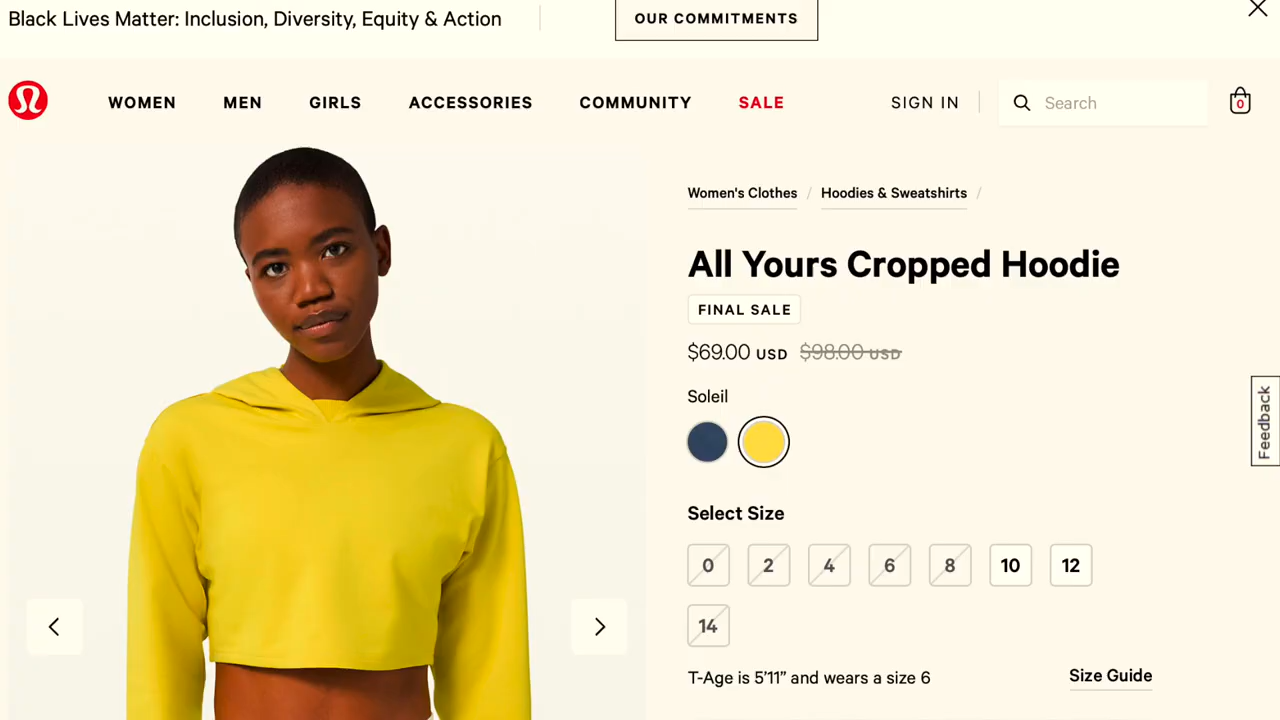 Black Lives Matter: Inclusion, Diversity, Equity & Action
OUR COMMITMENTS
WOMEN MEN GIRLS ACCESSORIES COMMUNITY SALE SIGN IN Search 0
Women's Clothes / Hoodies & Sweatshirts /
All Yours Cropped Hoodie
FINAL SALE
$69.00 USD $98.00 USD
Soleil
Feedback
Select Size
0 2 4 6 8 10 12
14
T-Age is 5'11” and wears a size 6
Size Guide